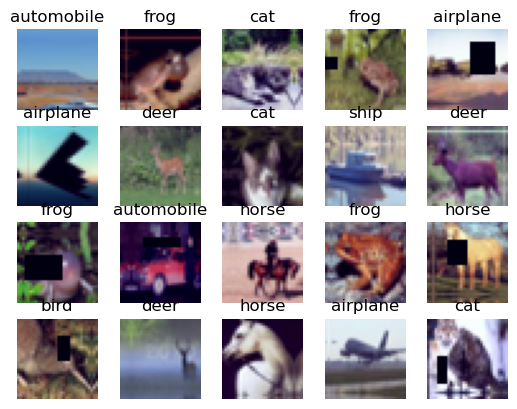 automobile frog cat frog airplane
airplane deer cat ship deer
frog automobile horse frog horse
bird deer horse airplane cat